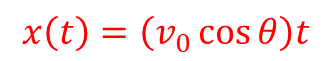 x(t) = (v₀ cos θ)t